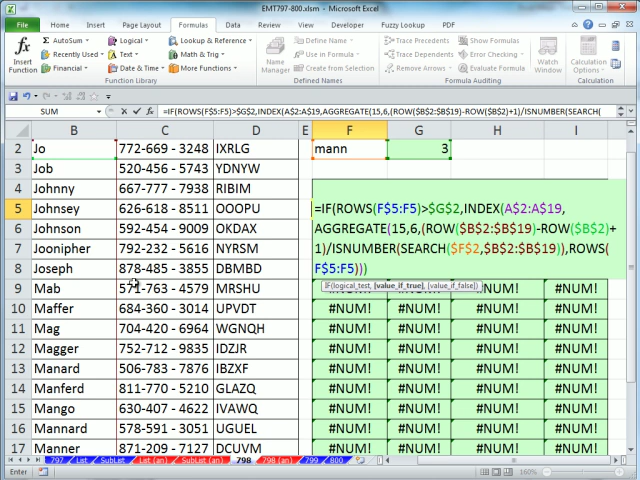 EMT797-800.xlsm - Microsoft Excel
File Home Insert Page Layout Formulas Data Review View Developer Fuzzy Lookup PDF
Insert Function
AutoSum
Recently Used
Financial
Logical
Text
Date & Time
Lookup & Reference
Math & Trig
More Functions
Function Library
Name Manager
Define Name
Use in Formula
Create from Selection
Defined Names
Trace Precedents
Trace Dependents
Remove Arrows
Show Formulas
Error Checking
Evaluate Formula
Formula Auditing
Watch Window
Calculation Options
Calculation
SUM =IF(ROWS(F$5:F5)>$G$2,INDEX(A$2:A$19,AGGREGATE(15,6,(ROW($B$2:$B$19)-ROW($B$2)+1)/ISNUMBER(SEARCH(
B C D E F G H I
2 Jo 772-669 - 3248 IXRLG mann 3
3 Job 520-456 - 5743 YDNYW
4 Johnny 667-777 - 7938 RIBIM
5 Johnsey 626-618 - 8511 OOOPU =IF(ROWS(F$5:F5)>$G$2,INDEX(A$2:A$19,
6 Johnson 592-454 - 9009 OKDAX AGGREGATE(15,6,(ROW($B$2:$B$19)-ROW($B$2)+
7 Joonipher 792-232 - 5616 NYRSM 1)/ISNUMBER(SEARCH($F$2,$B$2:$B$19)),ROWS(
8 Joseph 878-485 - 3855 DBMBD F$5:F5)))
IF(logical_test, [value_if_true], [value_if_false])
9 Mab 571-763 - 4579 MRSHU #NUM! #NUM! #NUM! #NUM!
10 Maffer 684-360 - 3014 UPVDT #NUM! #NUM! #NUM! #NUM!
11 Mag 704-420 - 6964 WGNQH #NUM! #NUM! #NUM! #NUM!
12 Magger 752-712 - 9835 IDZJR #NUM! #NUM! #NUM! #NUM!
13 Manard 506-783 - 7876 IBZXF #NUM! #NUM! #NUM! #NUM!
14 Manferd 811-770 - 5210 GLAZQ #NUM! #NUM! #NUM! #NUM!
15 Mango 630-407 - 4622 IVAWQ #NUM! #NUM! #NUM! #NUM!
16 Mannard 578-591 - 3051 UGUEL #NUM! #NUM! #NUM! #NUM!
17 Manner 871-209 - 7127 DCUVM #NUM! #NUM! #NUM! #NUM!
797 List SubList List (an) SubList (an) 798 798 (an) 799 800
Enter 160%